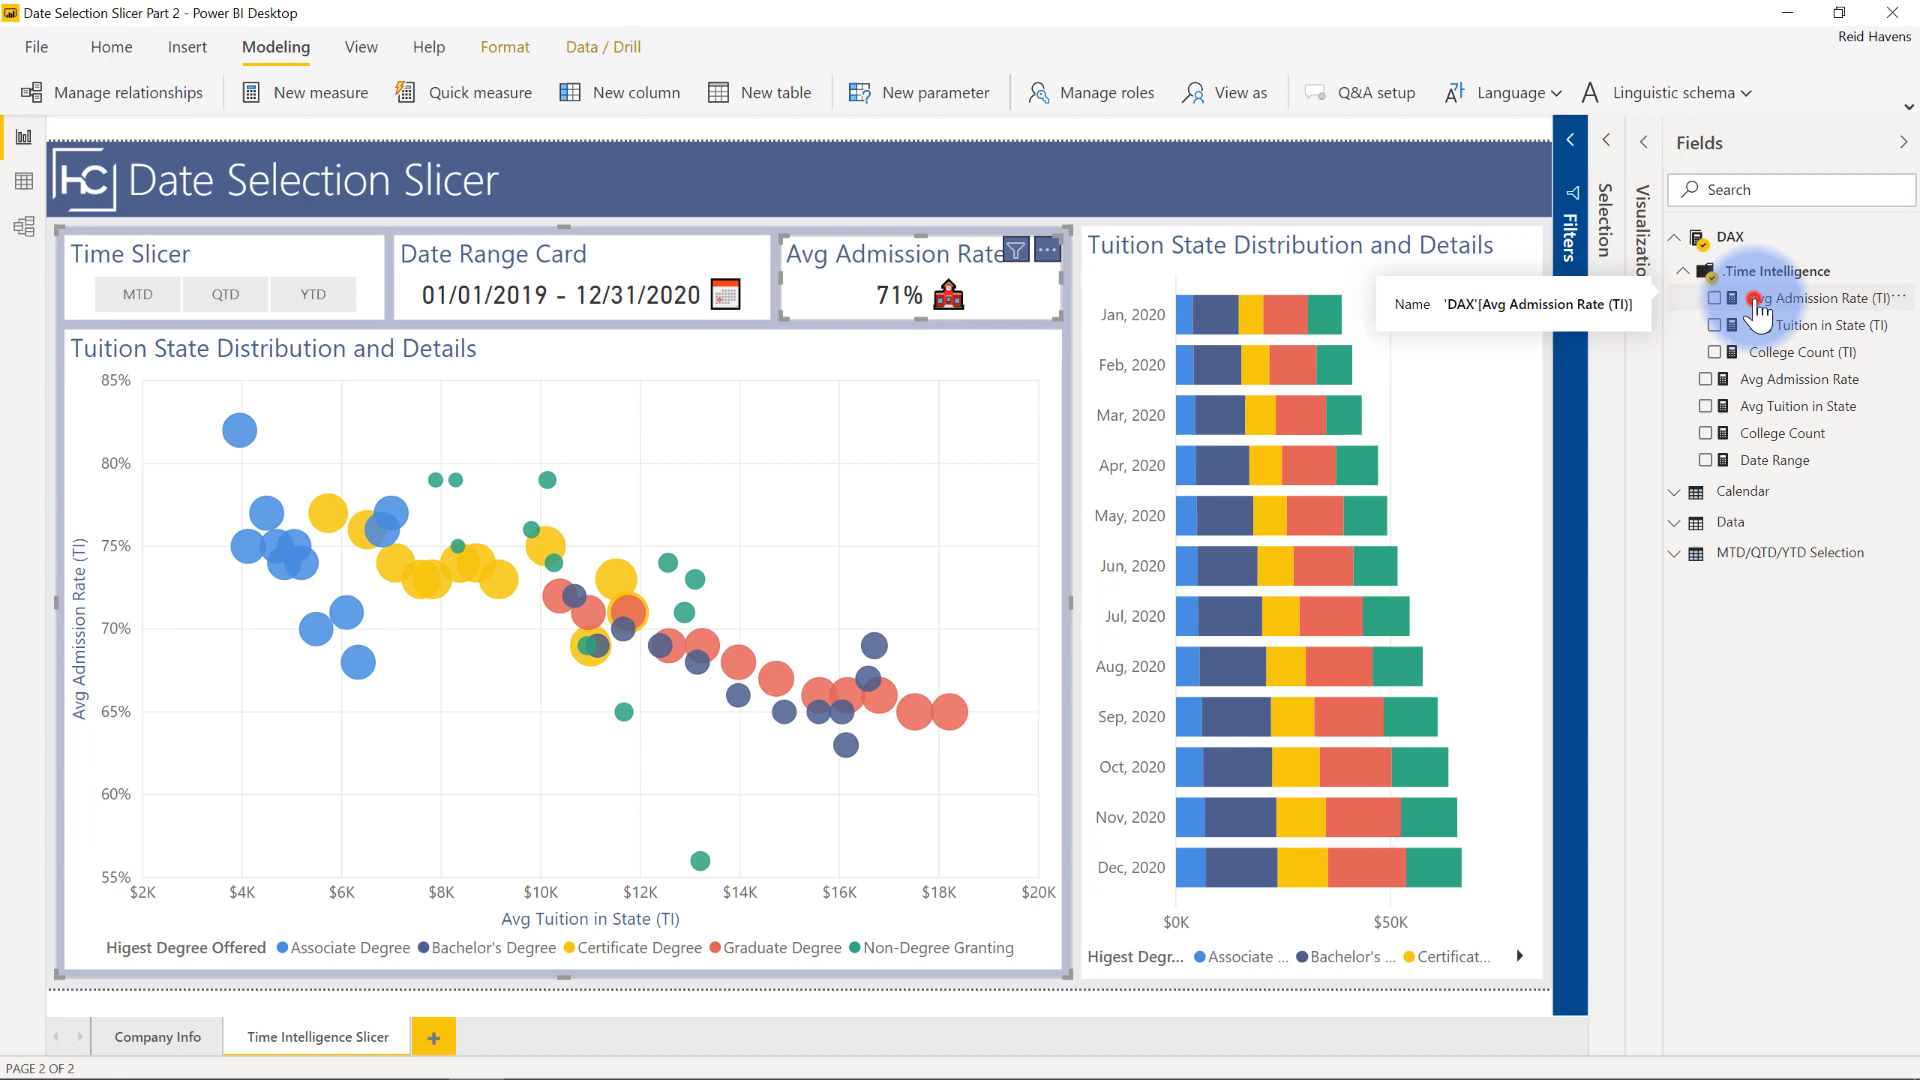 Date Selection Slicer Part 2 - Power BI Desktop
Reid Havens
File Home Insert Modeling View Help Format Data / Drill
Manage relationships New measure Quick measure New column New table New parameter Manage roles View as Q&A setup Language Linguistic schema
HC Date Selection Slicer
Time Slicer
MTD QTD YTD
Date Range Card
01/01/2019 - 12/31/2020
Avg Admission Rate
71%
Tuition State Distribution and Details
Avg Admission Rate (TI)
85%
80%
75%
70%
65%
60%
55%
$2K $4K $6K $8K $10K $12K $14K $16K $18K $20K
Avg Tuition in State (TI)
Higest Degree Offered Associate Degree Bachelor's Degree Certificate Degree Graduate Degree Non-Degree Granting
Tuition State Distribution and Details
Jan, 2020
Feb, 2020
Mar, 2020
Apr, 2020
May, 2020
Jun, 2020
Jul, 2020
Aug, 2020
Sep, 2020
Oct, 2020
Nov, 2020
Dec, 2020
$0K $50K
Higest Degr... Associate ... Bachelor's ... Certificat...
Name 'DAX'[Avg Admission Rate (TI)]
Filters
Selection
Visualizatio
Fields
Search
DAX
.Time Intelligence
vg Admission Rate (TI)
Tuition in State (TI)
College Count (TI)
Avg Admission Rate
Avg Tuition in State
College Count
Date Range
Calendar
Data
MTD/QTD/YTD Selection
Company Info Time Intelligence Slicer
PAGE 2 OF 2